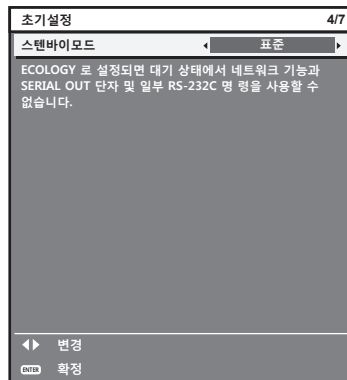 초기설정 4/7
스텐바이모드 표준
ECOLOGY 로 설정되면 대기 상태에서 네트워크 기능과
SERIAL OUT 단자 및 일부 RS-232C 명 령을 사용할 수
없습니다.
변경
ENTER 확정